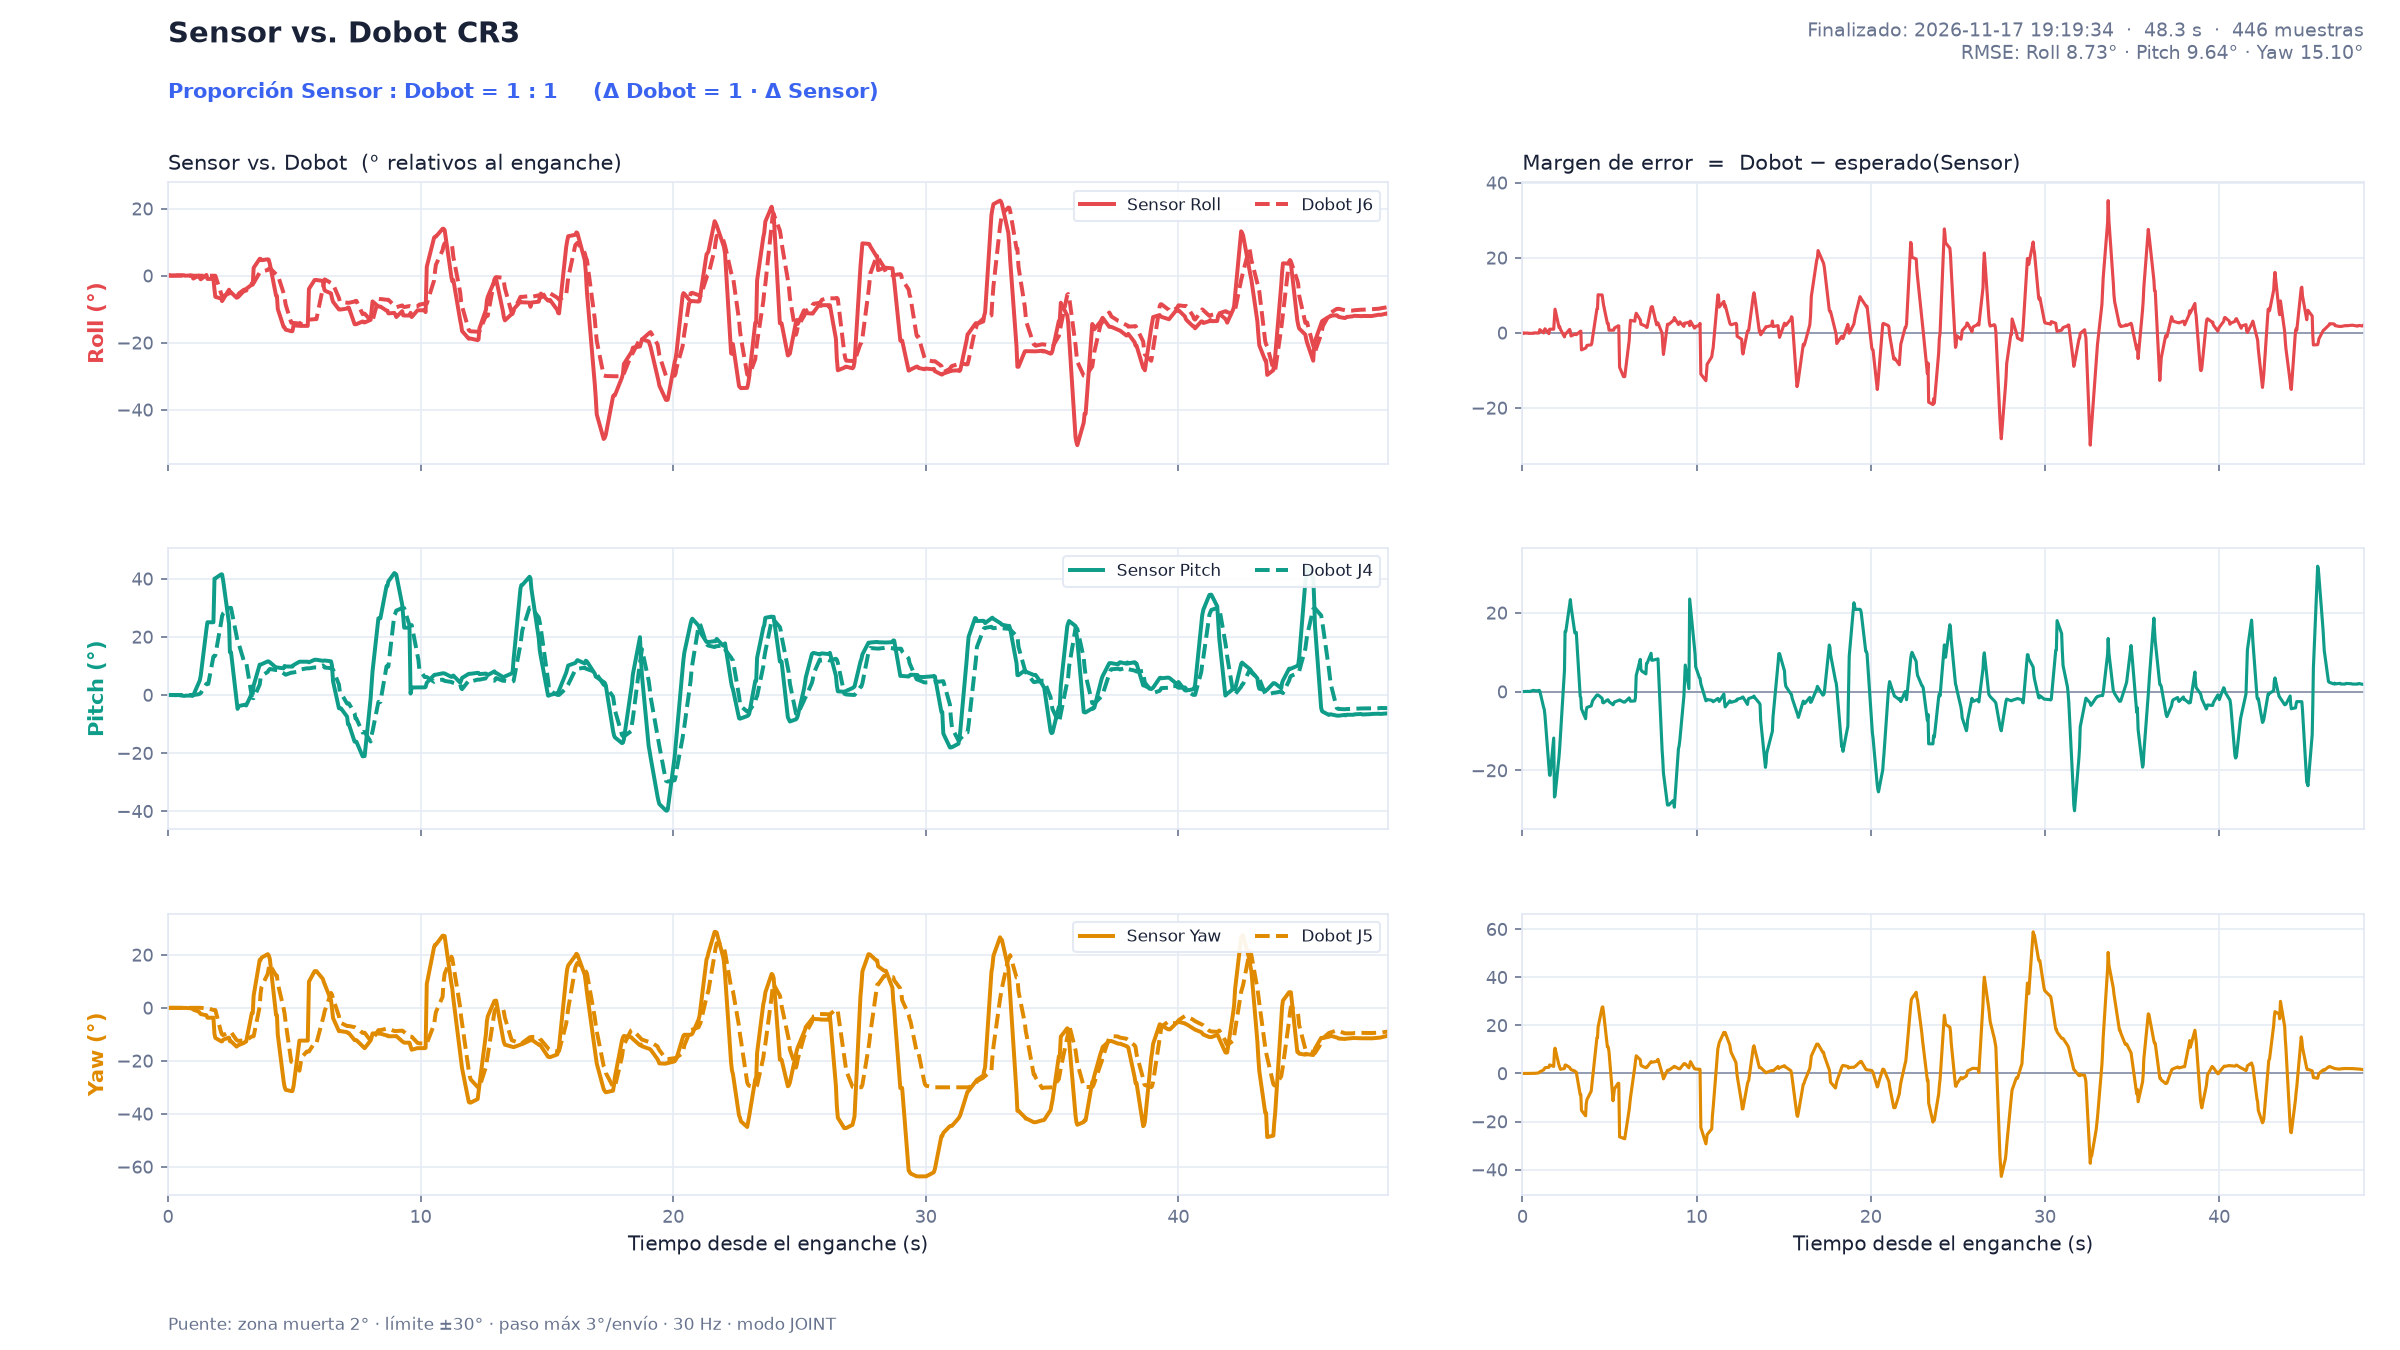 Sensor vs. Dobot CR3
Finalizado: 2026-11-17 19:19:34 · 48.3 s · 446 muestras
RMSE: Roll 8.73° · Pitch 9.64° · Yaw 15.10°
Proporción Sensor : Dobot = 1 : 1 (Δ Dobot = 1 · Δ Sensor)
Sensor vs. Dobot (° relativos al enganche)
Roll (°)
20
0
−20
−40
Sensor Roll
Dobot J6
Margen de error = Dobot − esperado(Sensor)
40
20
0
−20
Pitch (°)
40
20
0
−20
−40
Sensor Pitch
Dobot J4
20
0
−20
Yaw (°)
20
0
−20
−40
−60
Sensor Yaw
Dobot J5
0 10 20 30 40
Tiempo desde el enganche (s)
60
40
20
0
−20
−40
0 10 20 30 40
Tiempo desde el enganche (s)
Puente: zona muerta 2° · límite ±30° · paso máx 3°/envío · 30 Hz · modo JOINT